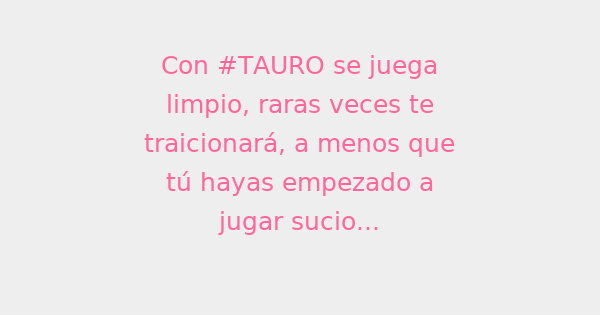 Con #TAURO se juega
limpio, raras veces te
traicionará, a menos que
tú hayas empezado a
jugar sucio...